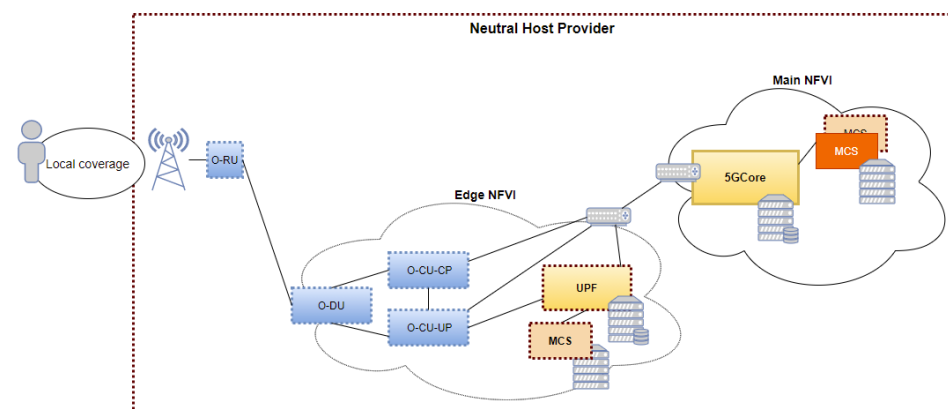 Neutral Host Provider
Main NFVI
MCS
MCS
Local coverage
O-RU
5GCore
Edge NFVI
O-CU-CP
O-DU
UPF
O-CU-UP
MCS